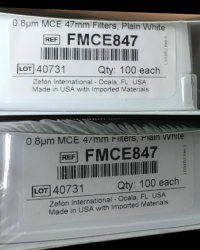 0.8µm MCE 47mm Filters, Plain White
REF FMCE847
LOT 40731 Qty: 100 each
Zefon International - Ocala, FL USA
Made in USA with Imported Materials
0.8µm MCE 47mm Filters, Plain White
REF FMCE847
LOT 40731 Qty: 100 each
Zefon International - Ocala, FL USA
Made in USA with Imported Materials